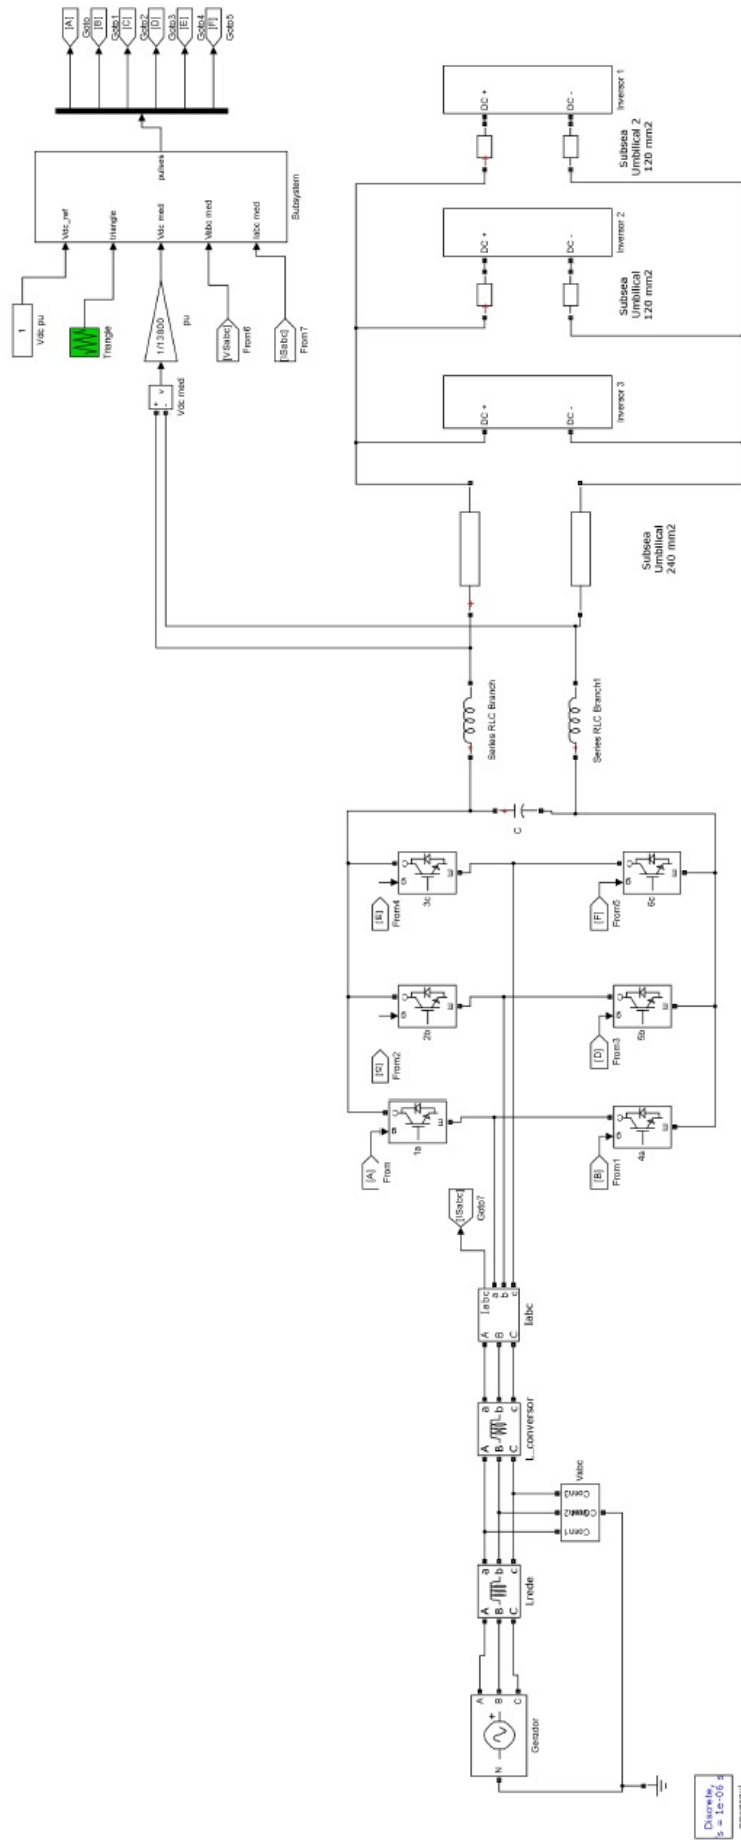 [A]
Goto
[B]
Goto1
[C]
Goto2
[D]
Goto3
[E]
Goto4
[F]
Goto5
pulses
Vdc_ref
triangle
Vdc med
Vabc med
Iabc med
Subsystem
1
Vdc pu
Triangle
1/13800
pu
[VSabc]
From6
[ISabc]
From7
+
-
v
Vdc med
DC +
DC -
Inversor 1
Subsea
Umbilical 2
120 mm2
DC +
DC -
Inversor 2
Subsea
Umbilical
120 mm2
DC +
DC -
Inversor 3
Subsea
Umbilical
240 mm2
Series RLC Branch
Series RLC Branch1
C
[E]
From4
g
C
E
3c
[F]
From5
g
C
E
6c
From2
g
C
E
2b
[D]
From3
g
C
E
5b
[A]
From
g
C
E
1a
[B]
From1
g
C
E
4a
[ISabc]
Goto7
Iabc
A
B
C
a
b
c
Iabc
A
B
C
a
b
c
L_conversor
Vabc
Conn1
Conn3
A
B
C
a
b
c
Lrede
N
A
B
C
Gerador
Discrete,
s = 1e-06 s